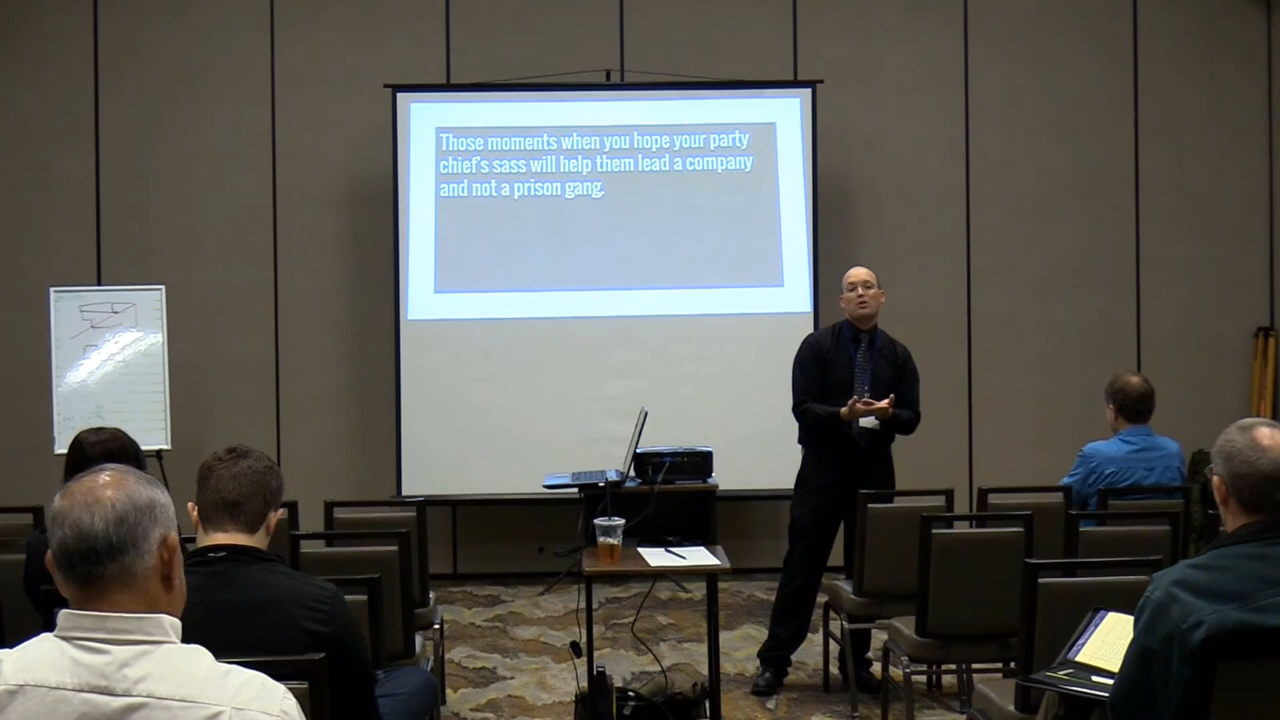 Those moments when you hope your party
chief's sass will help them lead a company
and not a prison gang.